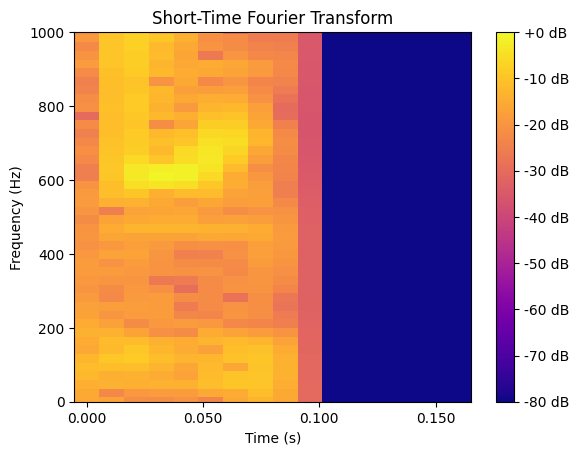 Short-Time Fourier Transform
1000
800
600
400
200
0
Frequency (Hz)
0.000
0.050
0.100
0.150
Time (s)
+0 dB
-10 dB
-20 dB
-30 dB
-40 dB
-50 dB
-60 dB
-70 dB
-80 dB